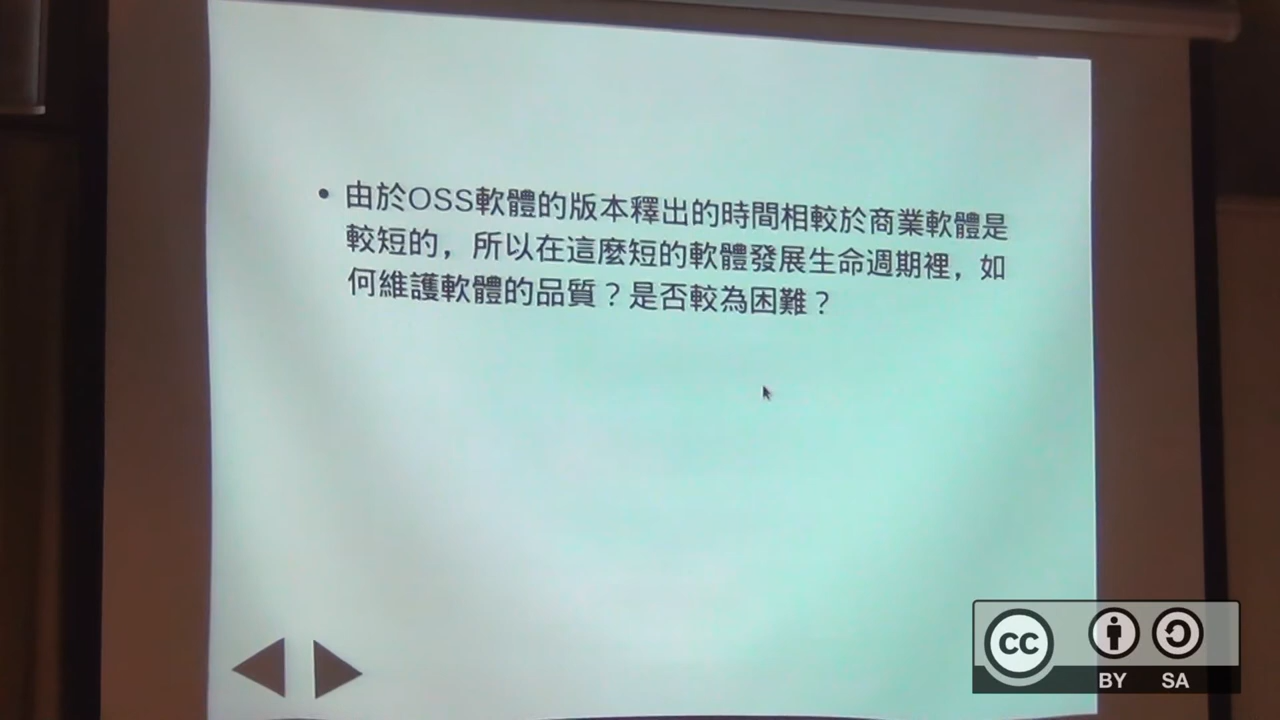 • 由於OSS軟體的版本釋出的時間相較於商業軟體是
較短的，所以在這麼短的軟體發展生命週期裡，如
何維護軟體的品質？是否較為困難？
cc
BY SA